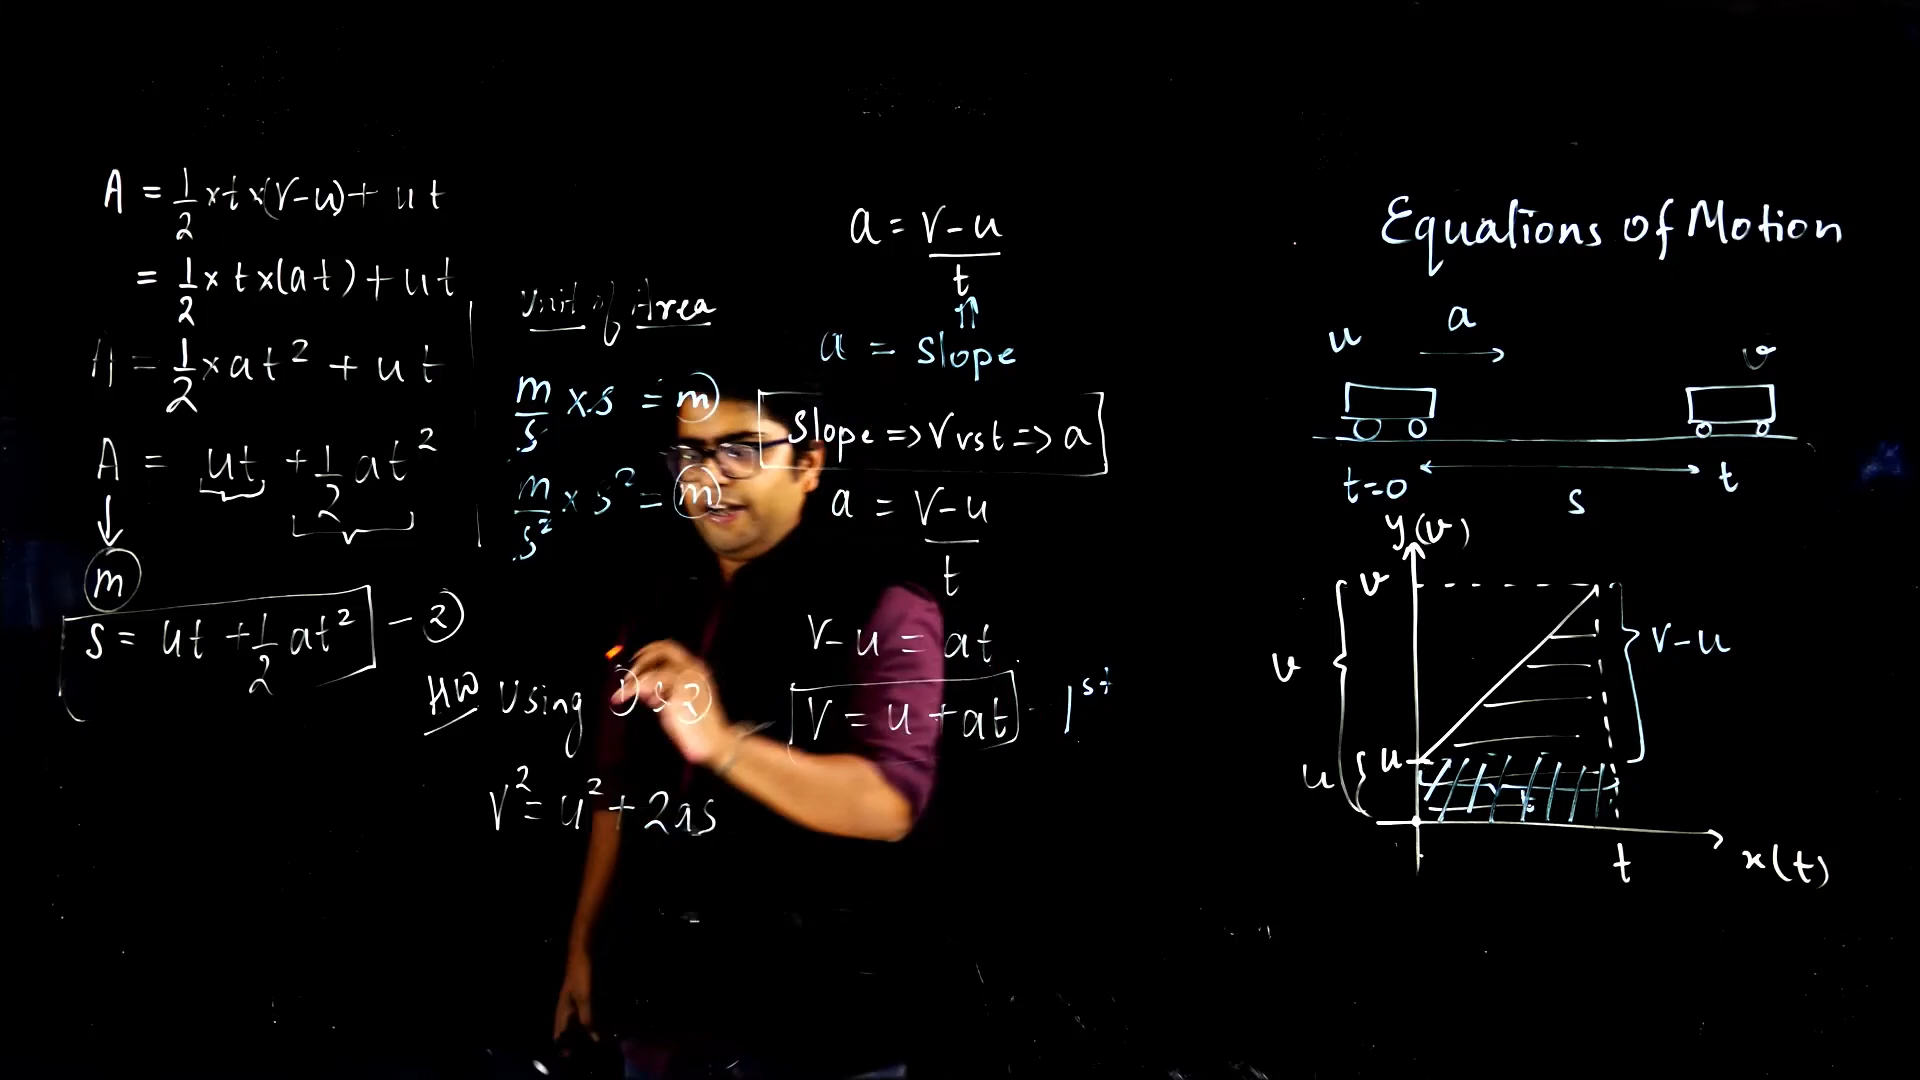 A = 1/2 × t × (V-u) + ut
= 1/2 × t × (at) + ut
A = 1/2 × at² + ut
A = ut + 1/2 at²
m
S = ut + 1/2 at² - 2
Unit of Area
m/s × s = m
m/s² × s² = m
HW Using 1 & 2
V² = u² + 2as
a = V-u/t
a = Slope
Slope => V vs t => a
a = V-u/t
V-u = at
V = u + at - 1st
Equations of Motion
u a v
t=0 s t
y(v)
v
v V-u
u u
t x(t)